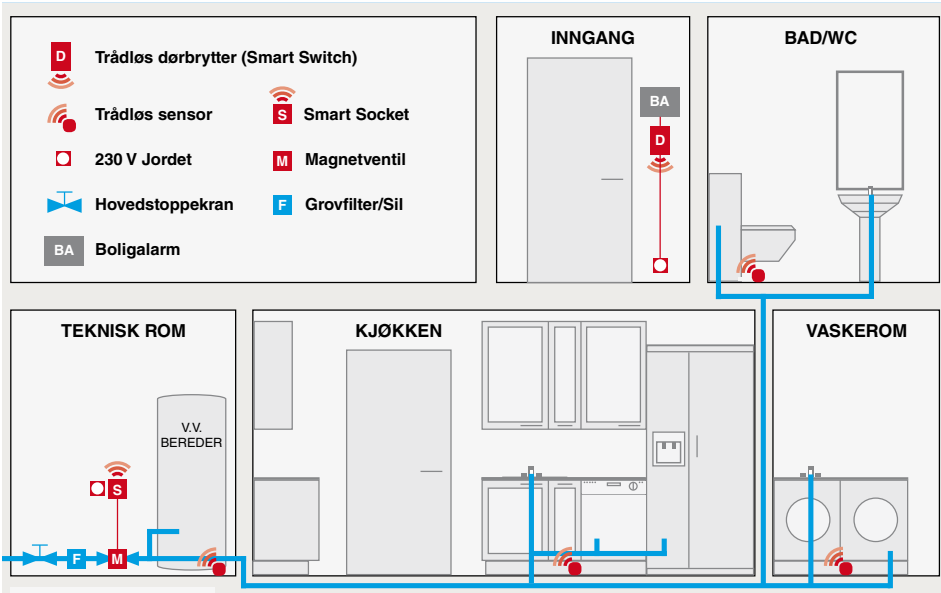 D Trådløs dørbrytter (Smart Switch)
Trådløs sensor
S Smart Socket
230 V Jordet
M Magnetventil
Hovedstoppekran
F Grovfilter/Sil
BA Boligalarm
INNGANG
BA
D
BAD/WC
TEKNISK ROM
V.V.
BEREDER
S
F
M
KJØKKEN
VASKEROM